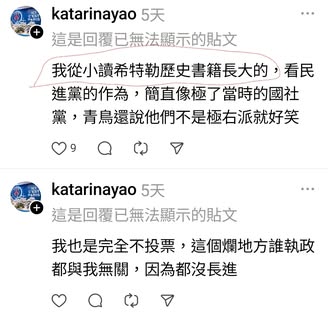 katarinayao 5天
這是回覆已無法顯示的貼文
我從小讀希特勒歷史書籍長大的，看民
進黨的作為，簡直像極了當時的國社
黨，青鳥還說他們不是極右派就好笑
9
katarinayao 5天
這是回覆已無法顯示的貼文
我也是完全不投票，這個爛地方誰執政
都與我無關，因為都沒長進